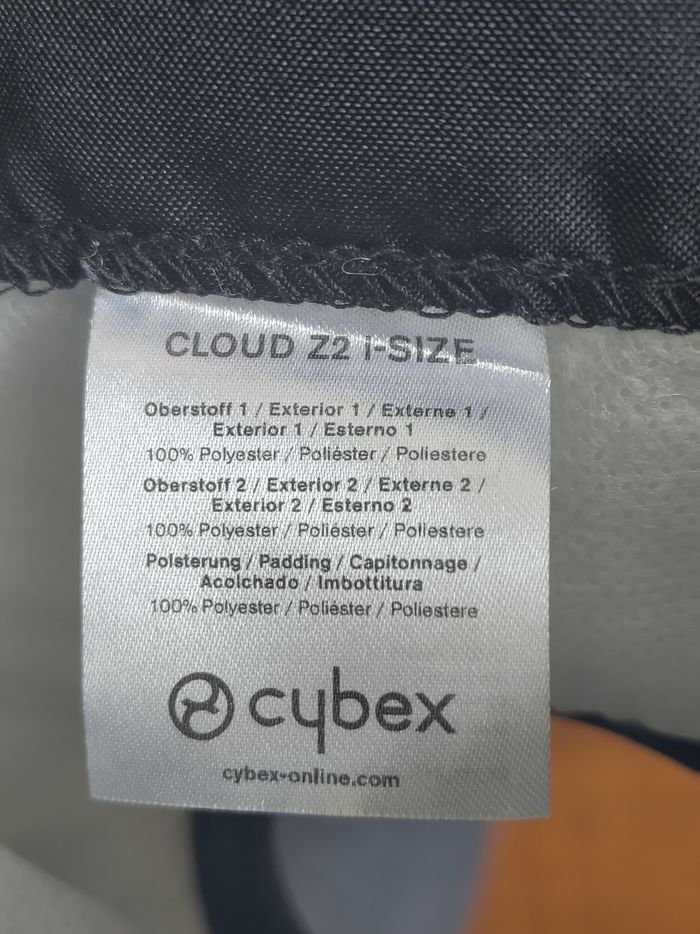 CLOUD Z2 i-SIZE
Oberstoff 1 / Exterior 1 / Externe 1 /
Exterior 1 / Esterno 1
100% Polyester / Poliéster / Poliestere
Oberstoff 2 / Exterior 2 / Externe 2 /
Exterior 2 / Esterno 2
100% Polyester / Poliéster / Poliestere
Polsterung / Padding / Capitonnage /
Acolchado / Imbottitura
100% Polyester / Poliéster / Poliestere
cybex
cybex-online.com